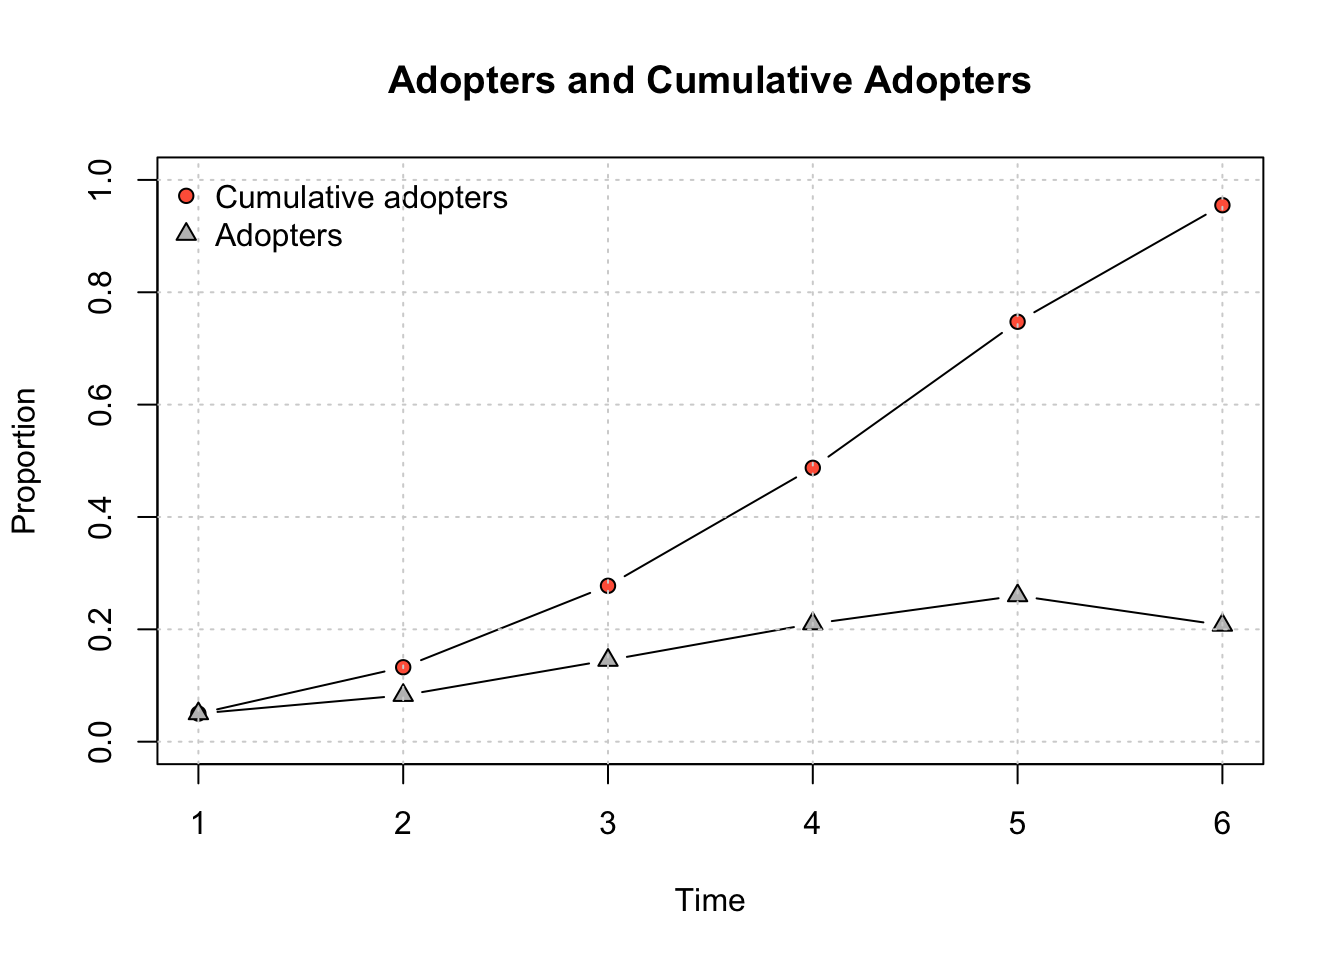 Adopters and Cumulative Adopters
Cumulative adopters
Adopters
Proportion
1.0
0.8
0.6
0.4
0.2
0.0
1 2 3 4 5 6
Time